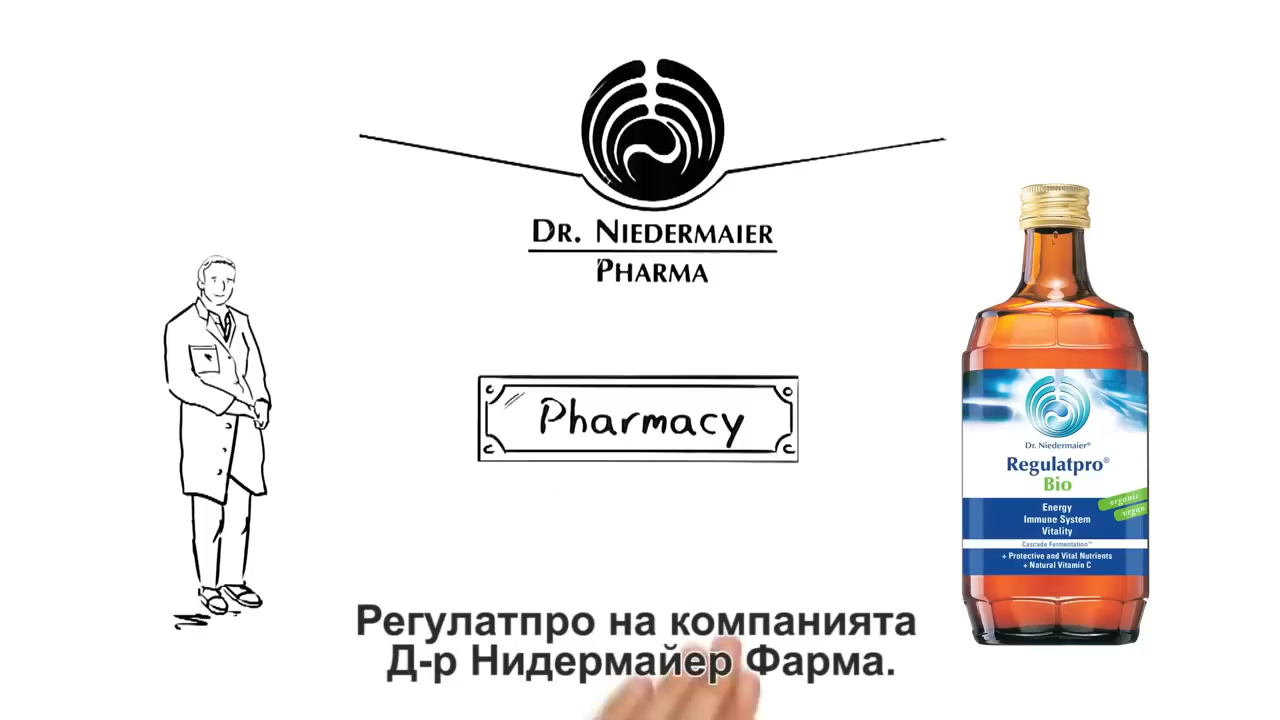 DR. NIEDERMAIER
PHARMA
Pharmacy
Dr. Niedermaier®
Regulatpro®
Bio
organic
vegan
Energy
Immune System
Vitality
Cascade Fermentation™
+ Protective and Vital Nutrients
+ Natural Vitamin C
Регулатпро на компанията
Д-р Нидермайер Фарма.